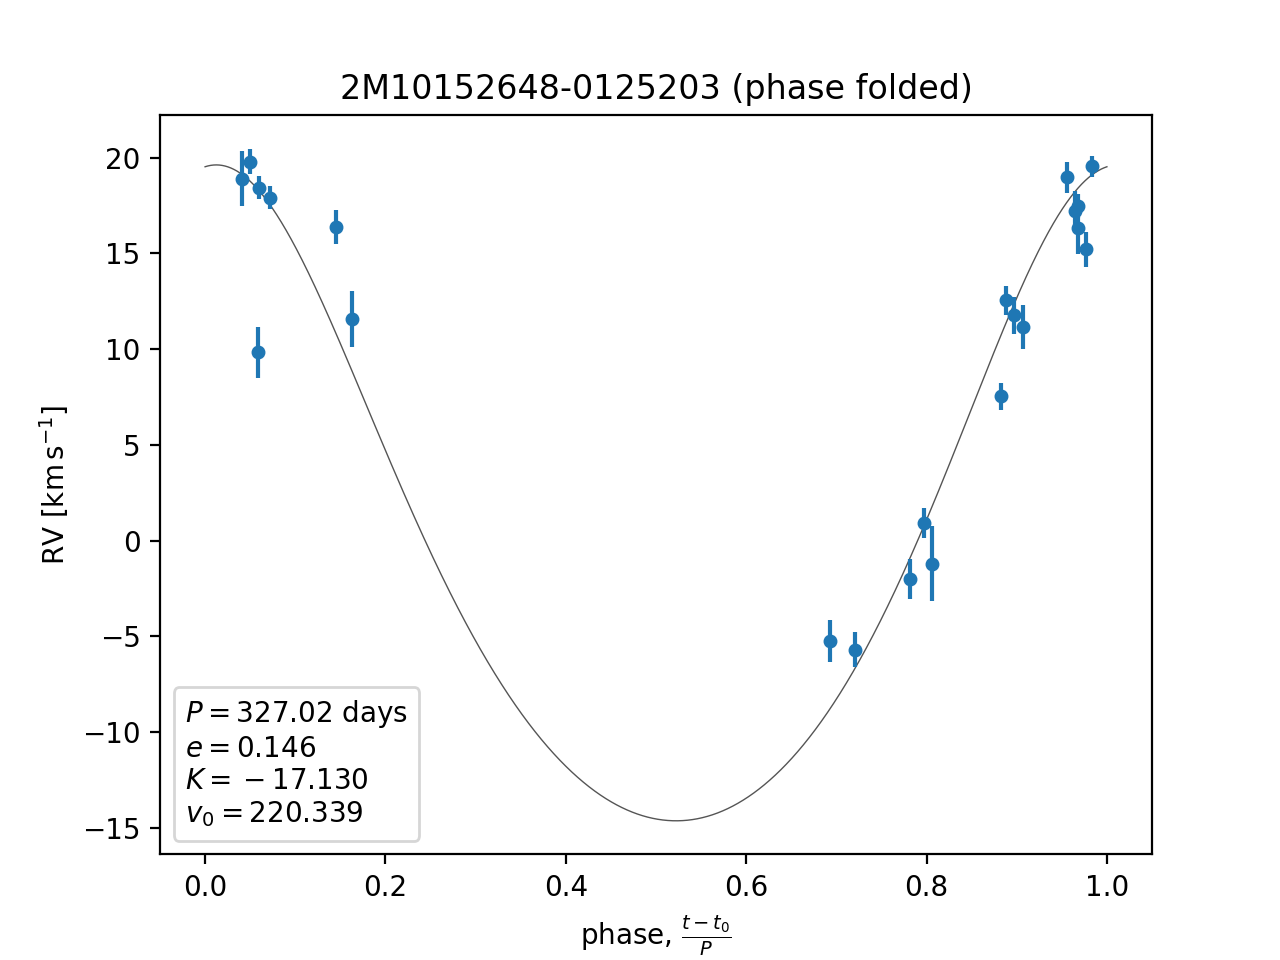 2M10152648-0125203 (phase folded)
20
15
10
5
0
−5
−10
−15
RV [km s⁻¹]
P = 327.02 days
e = 0.146
K = − 17.130
v₀ = 220.339
0.0 0.2 0.4 0.6 0.8 1.0
phase, (t − t₀)/P